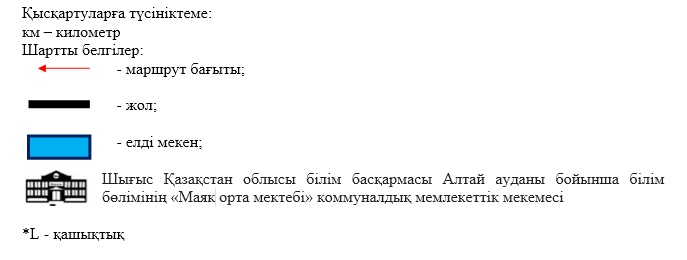 Қысқартуларға түсініктеме:
км – километр
Шартты белгілер:
- маршрут бағыты;
- жол;
- елді мекен;
Шығыс Қазақстан облысы білім басқармасы Алтай ауданы бойынша білім
бөлімінің «Маяк орта мектебі» коммуналдық мемлекеттік мекемесі
*L - қашықтық